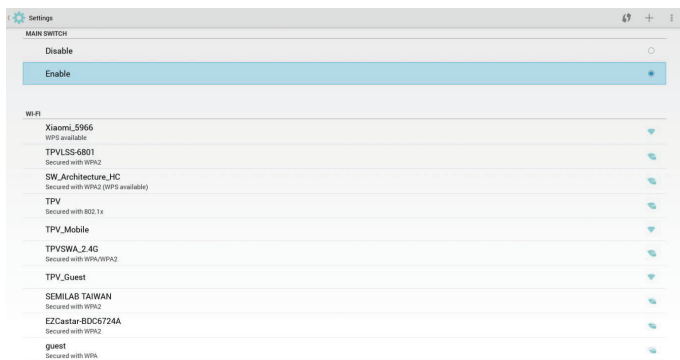 Settings
MAIN SWITCH
Disable
Enable
WI-FI
Xiaomi_5966
WPS available
TPVLSS-6801
Secured with WPA2
SW_Architecture_HC
Secured with WPA2 (WPS available)
TPV
Secured with 802.1x
TPV_Mobile
TPVSWA_2.4G
Secured with WPA/WPA2
TPV_Guest
SEMILAB TAIWAN
Secured with WPA2
EZCastar-BDC6724A
Secured with WPA2
guest
Secured with WPA